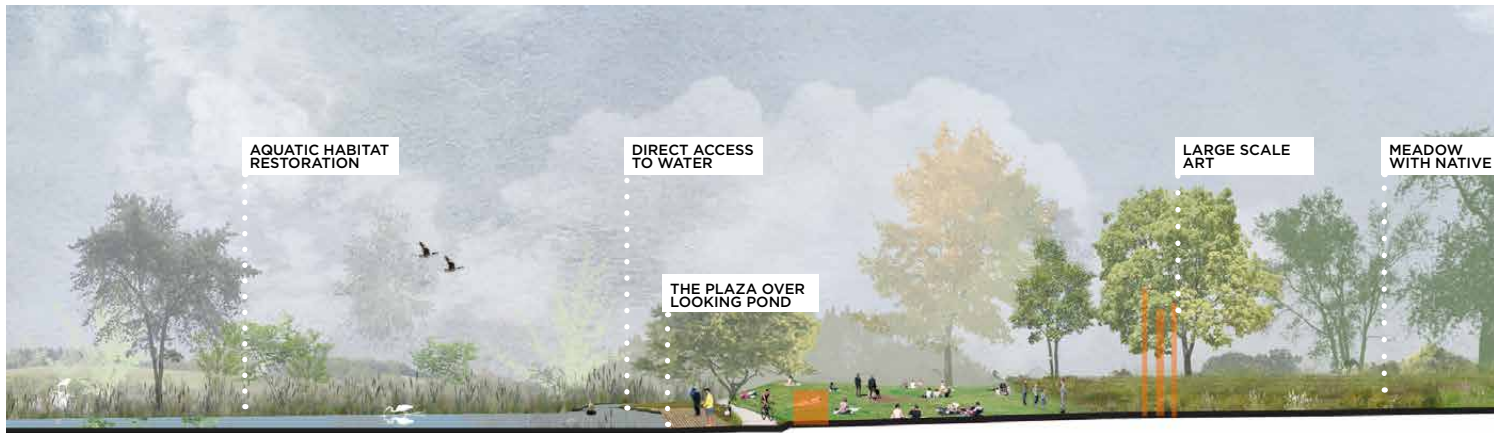 AQUATIC HABITAT
RESTORATION
DIRECT ACCESS
TO WATER
THE PLAZA OVER
LOOKING POND
LARGE SCALE
ART
MEADOW
WITH NATIVE